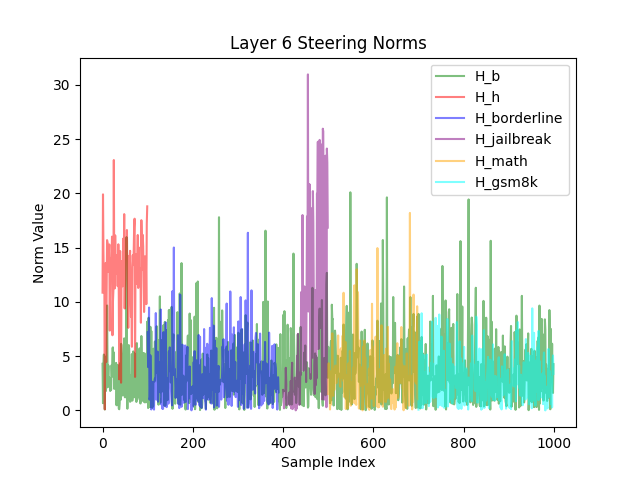 Layer 6 Steering Norms
Norm Value
30
25
20
15
10
5
0
H_b
H_h
H_borderline
H_jailbreak
H_math
H_gsm8k
0
200
400
600
800
1000
Sample Index